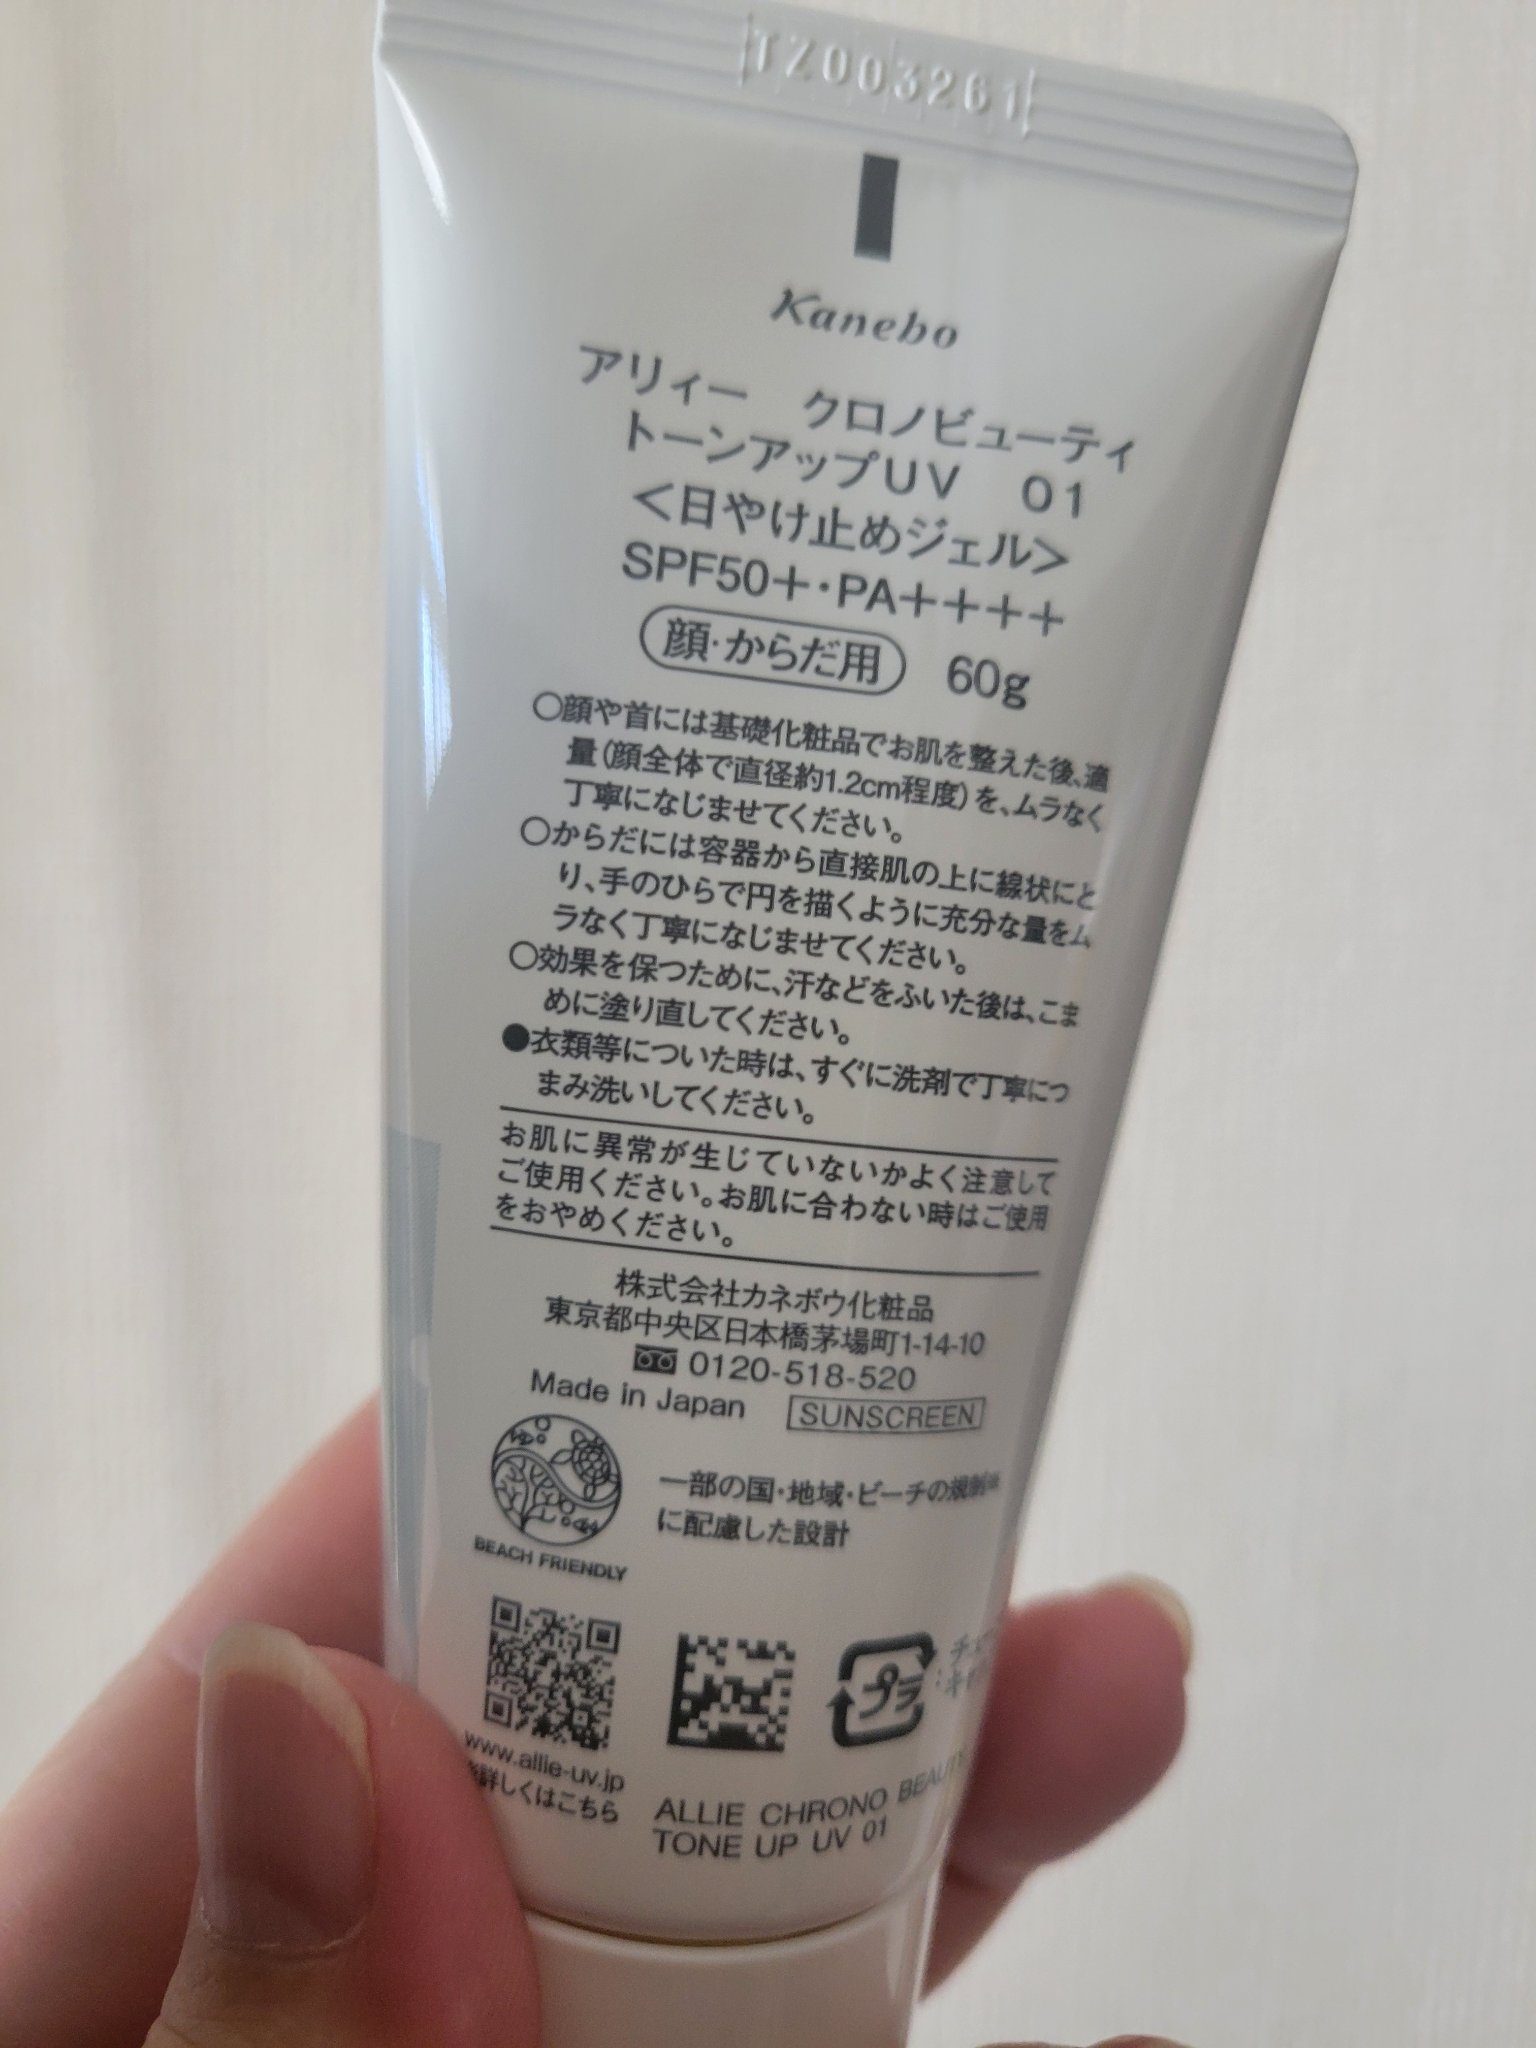 TZ003261
Kanebo
アリィー　クロノビューティ
トーンアップUV　01
＜日やけ止めジェル＞
SPF50+・PA++++
顔・からだ用　60g
○顔や首には基礎化粧品でお肌を整えた後、適
量(顔全体で直径約1.2cm程度)を、ムラなく
丁寧になじませてください。
○からだには容器から直接肌の上に線状にと
り、手のひらで円を描くように充分な量をム
ラなく丁寧になじませてください。
○効果を保つために、汗などをふいた後は、こま
めに塗り直してください。
●衣類等についた時は、すぐに洗剤で丁寧につ
まみ洗いしてください。
お肌に異常が生じていないかよく注意して
ご使用ください。お肌に合わない時はご使用
をおやめください。
株式会社カネボウ化粧品
東京都中央区日本橋茅場町1-14-10
0120-518-520
Made in Japan　SUNSCREEN
一部の国・地域・ビーチの規制※
に配慮した設計
BEACH FRIENDLY
プラ
www.allie-uv.jp
※詳しくはこちら
ALLIE CHRONO BEAUTY
TONE UP UV 01